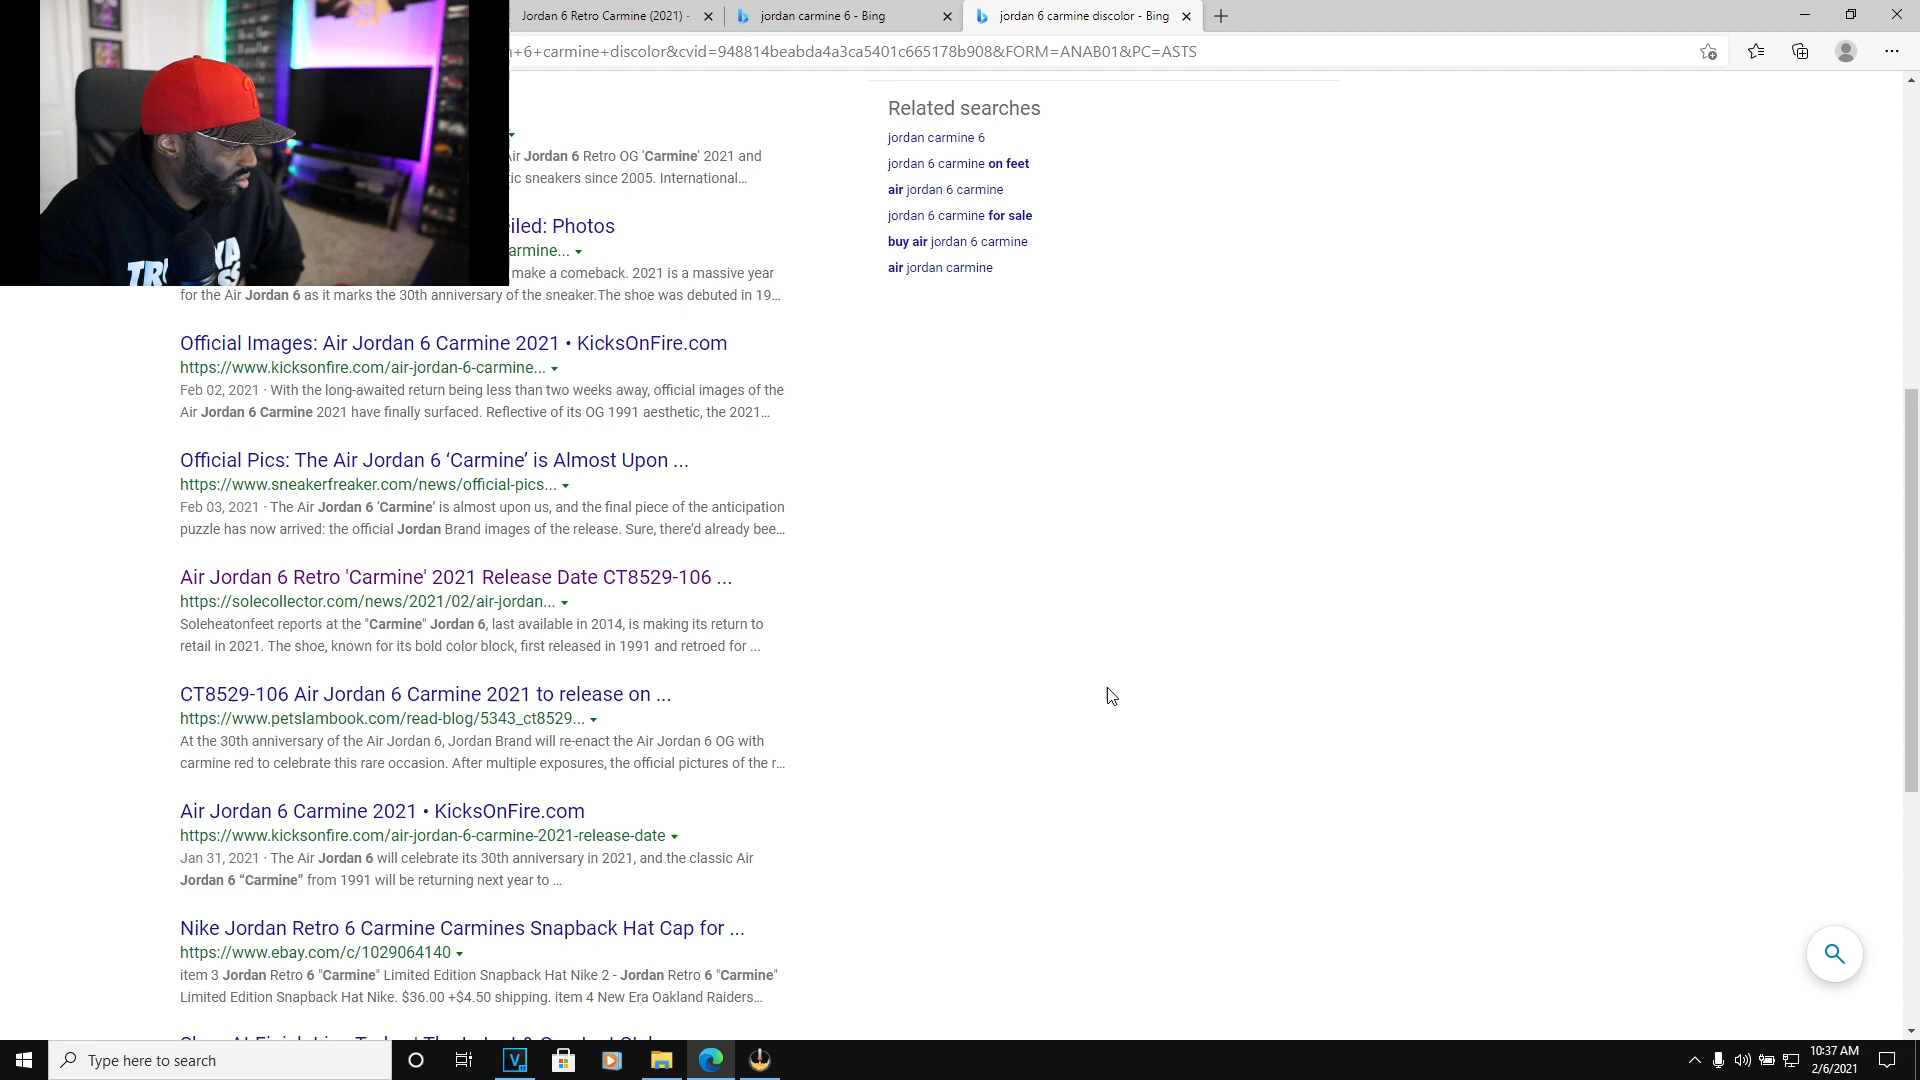 Jordan 6 Retro Carmine (2021) -
jordan carmine 6 - Bing
jordan 6 carmine discolor - Bing
+6+carmine+discolor&cvid=948814beabda4a3ca5401c665178b908&FORM=ANAB01&PC=ASTS
Air Jordan 6 Retro OG 'Carmine' 2021 and
tic sneakers since 2005. International...
iled: Photos
armine...
make a comeback. 2021 is a massive year
for the Air Jordan 6 as it marks the 30th anniversary of the sneaker.The shoe was debuted in 19...
Official Images: Air Jordan 6 Carmine 2021 • KicksOnFire.com
https://www.kicksonfire.com/air-jordan-6-carmine...
Feb 02, 2021 · With the long-awaited return being less than two weeks away, official images of the
Air Jordan 6 Carmine 2021 have finally surfaced. Reflective of its OG 1991 aesthetic, the 2021...
Official Pics: The Air Jordan 6 ‘Carmine’ is Almost Upon ...
https://www.sneakerfreaker.com/news/official-pics...
Feb 03, 2021 · The Air Jordan 6 ‘Carmine’ is almost upon us, and the final piece of the anticipation
puzzle has now arrived: the official Jordan Brand images of the release. Sure, there’d already bee...
Air Jordan 6 Retro 'Carmine' 2021 Release Date CT8529-106 ...
https://solecollector.com/news/2021/02/air-jordan...
Soleheatonfeet reports at the "Carmine" Jordan 6, last available in 2014, is making its return to
retail in 2021. The shoe, known for its bold color block, first released in 1991 and retroed for ...
CT8529-106 Air Jordan 6 Carmine 2021 to release on ...
https://www.petslambook.com/read-blog/5343_ct8529...
At the 30th anniversary of the Air Jordan 6, Jordan Brand will re-enact the Air Jordan 6 OG with
carmine red to celebrate this rare occasion. After multiple exposures, the official pictures of the r...
Air Jordan 6 Carmine 2021 • KicksOnFire.com
https://www.kicksonfire.com/air-jordan-6-carmine-2021-release-date
Jan 31, 2021 · The Air Jordan 6 will celebrate its 30th anniversary in 2021, and the classic Air
Jordan 6 “Carmine” from 1991 will be returning next year to ...
Nike Jordan Retro 6 Carmine Carmines Snapback Hat Cap for ...
https://www.ebay.com/c/1029064140
item 3 Jordan Retro 6 "Carmine" Limited Edition Snapback Hat Nike 2 - Jordan Retro 6 "Carmine"
Limited Edition Snapback Hat Nike. $36.00 +$4.50 shipping. item 4 New Era Oakland Raiders...
Related searches
jordan carmine 6
jordan 6 carmine on feet
air jordan 6 carmine
jordan 6 carmine for sale
buy air jordan 6 carmine
air jordan carmine
Type here to search
10:37 AM
2/6/2021